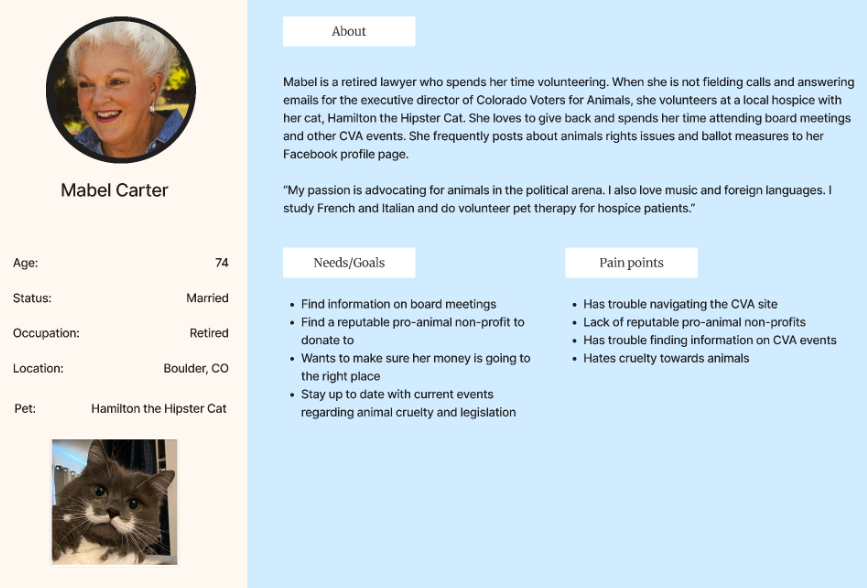 Mabel Carter
Age: 74
Status: Married
Occupation: Retired
Location: Boulder, CO
Pet: Hamilton the Hipster Cat
About
Mabel is a retired lawyer who spends her time volunteering. When she is not fielding calls and answering
emails for the executive director of Colorado Voters for Animals, she volunteers at a local hospice with
her cat, Hamilton the Hipster Cat. She loves to give back and spends her time attending board meetings
and other CVA events. She frequently posts about animals rights issues and ballot measures to her
Facebook profile page.
“My passion is advocating for animals in the political arena. I also love music and foreign languages. I
study French and Italian and do volunteer pet therapy for hospice patients.”
Needs/Goals
• Find information on board meetings
• Find a reputable pro-animal non-profit to
donate to
• Wants to make sure her money is going to
the right place
• Stay up to date with current events
regarding animal cruelty and legislation
Pain points
• Has trouble navigating the CVA site
• Lack of reputable pro-animal non-profits
• Has trouble finding information on CVA events
• Hates cruelty towards animals